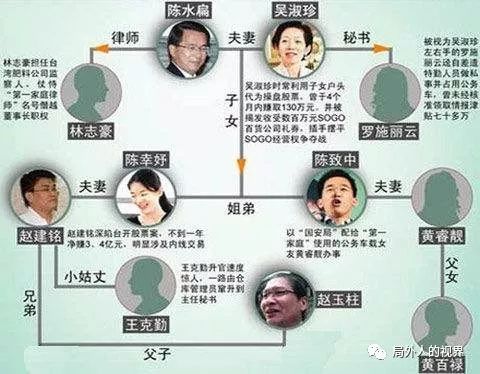 陈水扁
吴淑珍
律师
夫妻
秘书
林志豪担任台
湾肥料公司监
察人,仗恃
“第一家庭律
师”名号僭越
董事长职权
林志豪
子女
吴淑珍时常利用子女户头
代为操盘股票,曾于4个
月内赚取130万元,并被
揭发收受数百万元SOGO
百货公司礼券,插手摆平
SOGO经营权争夺战
被视为吴淑珍
左右手的罗施
丽云迳自差遣
特勤人员做私
事并占用公务
车,曾未经核
准领取情报津
贴七十多万
罗施丽云
陈幸妤
陈致中
夫妻
夫妻
赵建铭
姐弟
黄睿靓
赵建铭深陷台开股票案,不到一年
净赚3、4亿元,明显涉及内线交易
以“国安局”配给“第一
家庭”使用的公务车载女
友黄睿靓办事
小姑丈
王克勤升官速度
惊人,一路由仓
库管理员窜升到
主任秘书
王克勤
兄弟
赵玉柱
父子
父女
黄百禄
局外人的视界